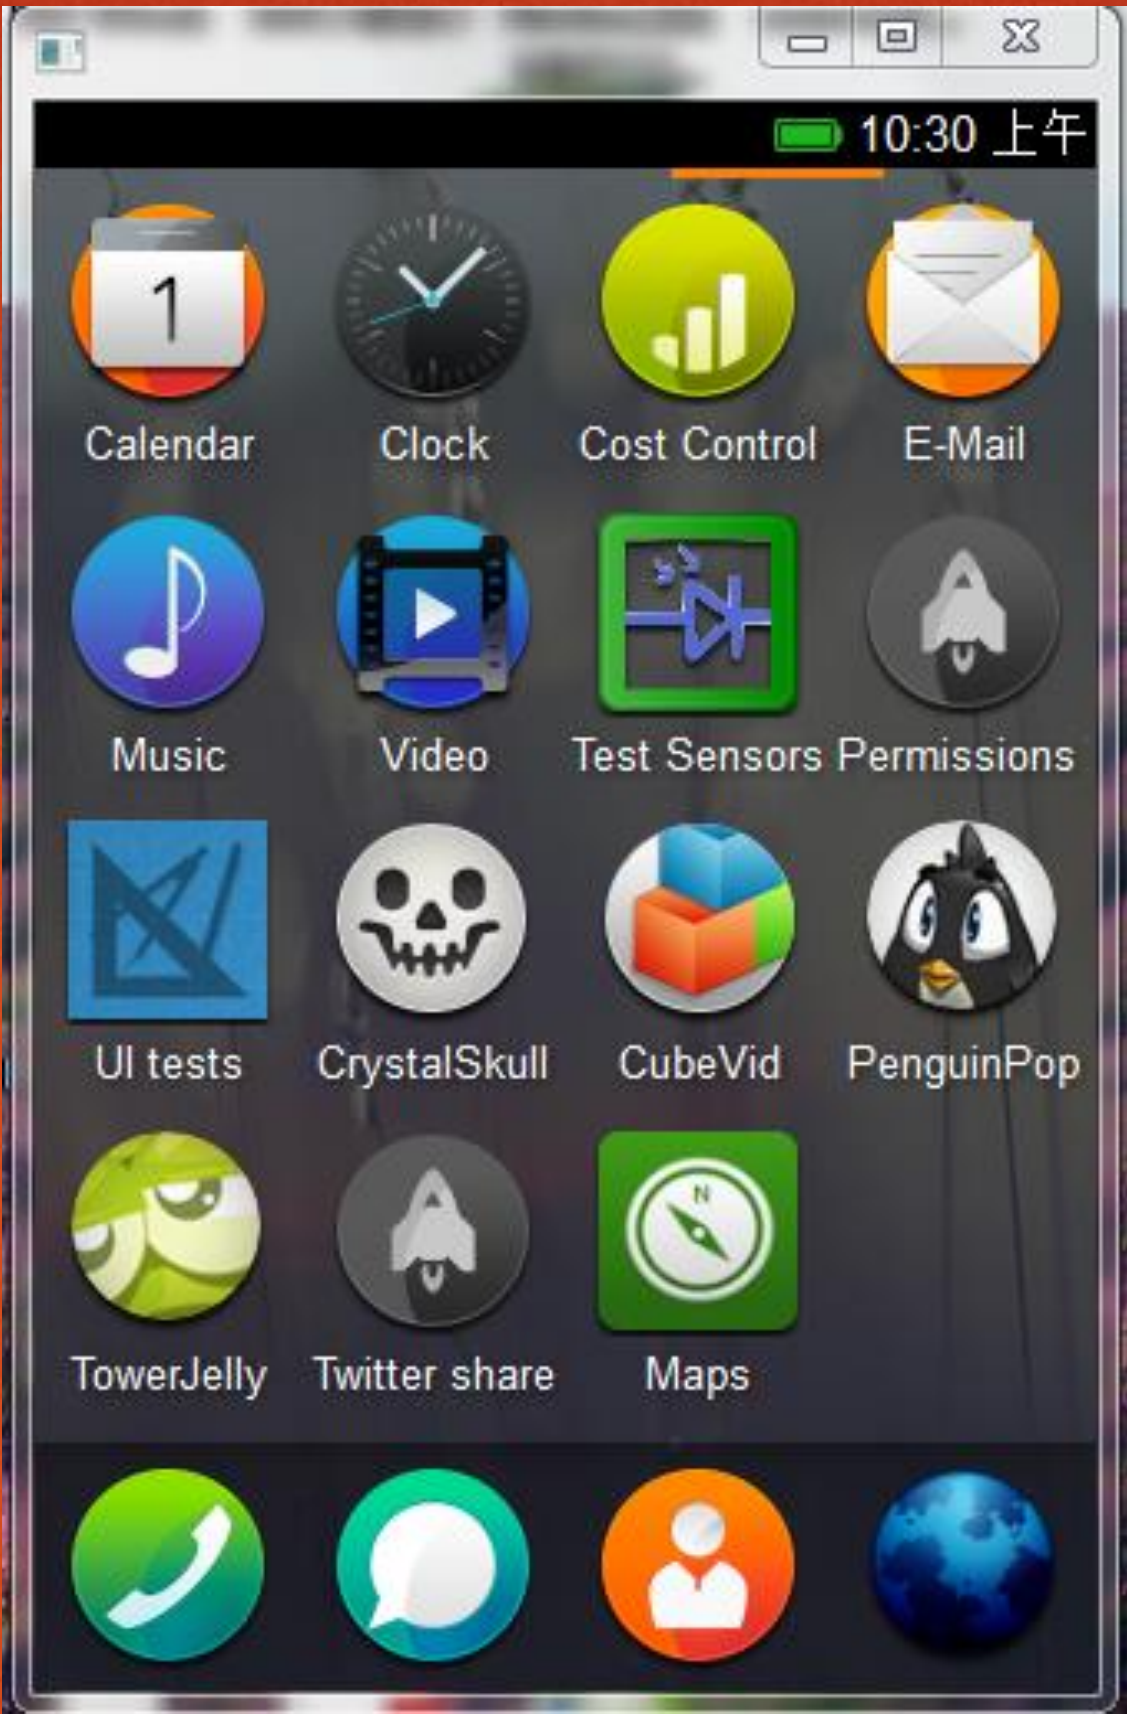 10:30 上午
1
Calendar Clock Cost Control E-Mail
Music Video Test Sensors Permissions
UI tests CrystalSkull CubeVid PenguinPop
N
TowerJelly Twitter share Maps